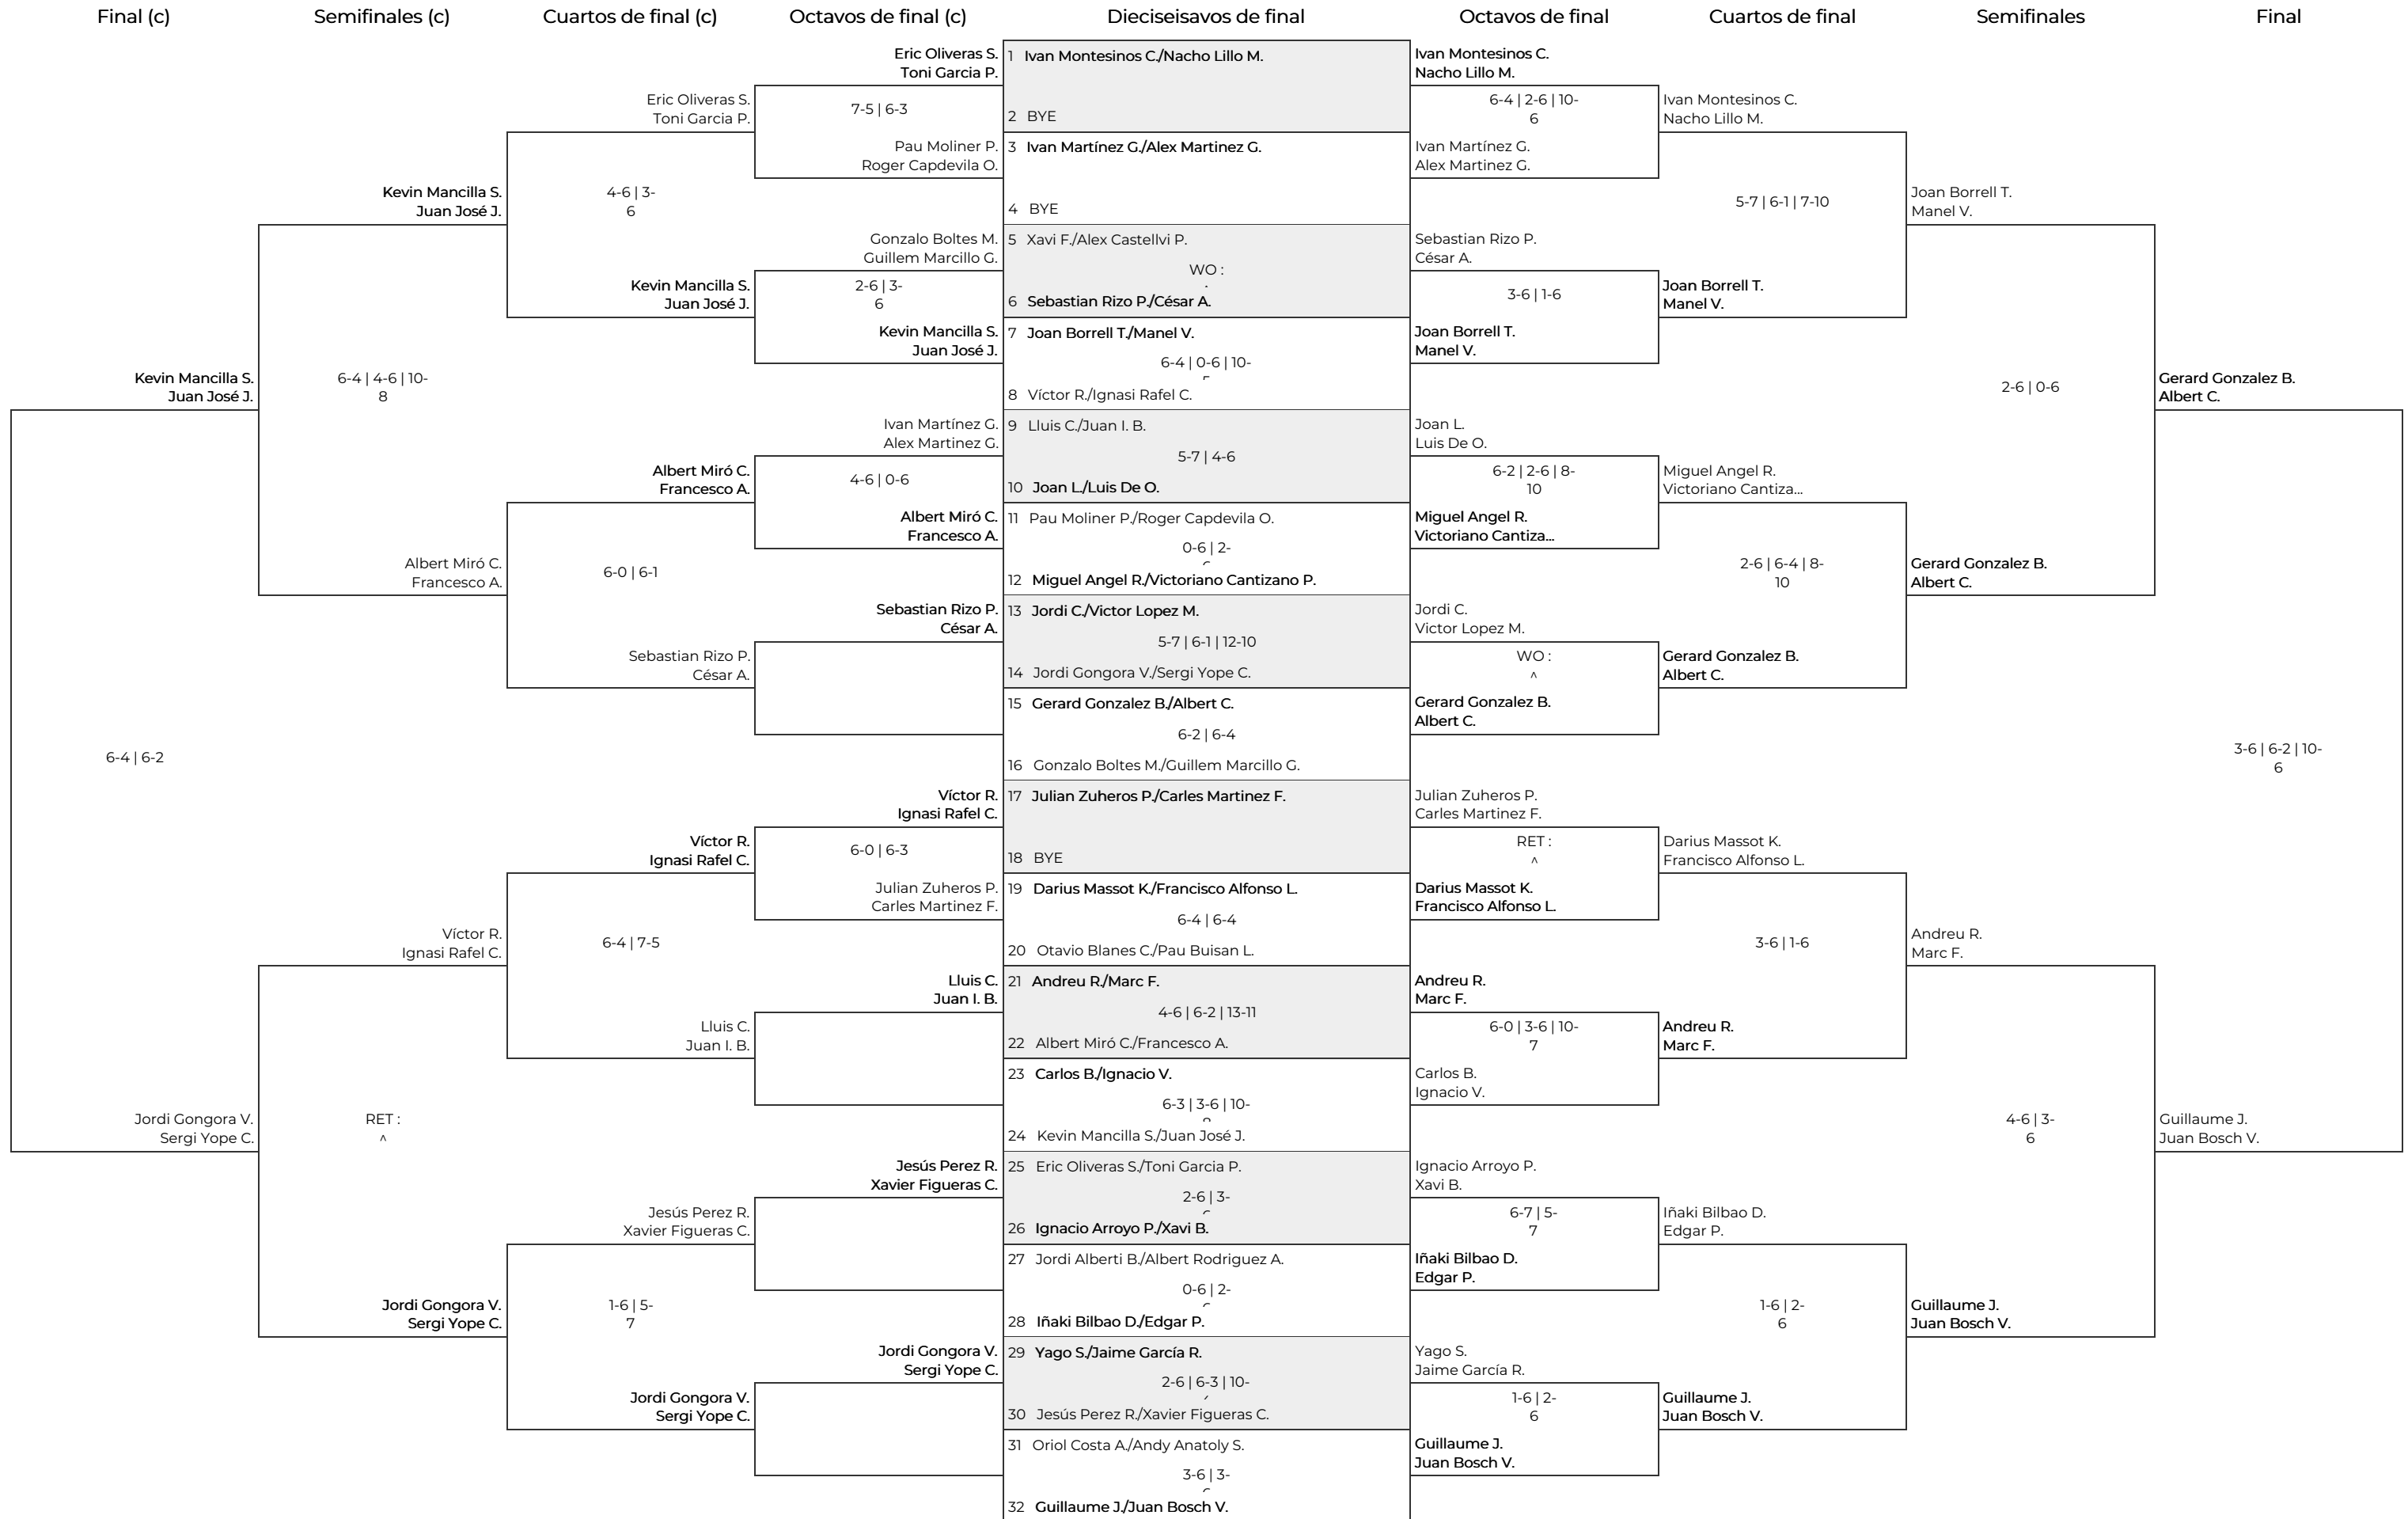 Final (c)
Semifinales (c)
Cuartos de final (c)
Octavos de final (c)
Dieciseisavos de final
Octavos de final
Cuartos de final
Semifinales
Final
Kevin Mancilla S.
Juan José J.
6-4 | 6-2
Jordi Gongora V.
Sergi Yope C.
Kevin Mancilla S.
Juan José J.
6-4 | 4-6 | 10-
8
Albert Miró C.
Francesco A.
Víctor R.
Ignasi Rafel C.
RET :
^
Jordi Gongora V.
Sergi Yope C.
Eric Oliveras S.
Toni Garcia P.
4-6 | 3-
6
Kevin Mancilla S.
Juan José J.
Albert Miró C.
Francesco A.
6-0 | 6-1
Sebastian Rizo P.
César A.
Víctor R.
Ignasi Rafel C.
6-4 | 7-5
Lluis C.
Juan I. B.
Jesús Perez R.
Xavier Figueras C.
1-6 | 5-
7
Jordi Gongora V.
Sergi Yope C.
Eric Oliveras S.
Toni Garcia P.
7-5 | 6-3
Pau Moliner P.
Roger Capdevila O.
Gonzalo Boltes M.
Guillem Marcillo G.
2-6 | 3-
6
Kevin Mancilla S.
Juan José J.
Ivan Martínez G.
Alex Martinez G.
4-6 | 0-6
Albert Miró C.
Francesco A.
Sebastian Rizo P.
César A.
Víctor R.
Ignasi Rafel C.
6-0 | 6-3
Julian Zuheros P.
Carles Martinez F.
Lluis C.
Juan I. B.
Jesús Perez R.
Xavier Figueras C.
Jordi Gongora V.
Sergi Yope C.
1 Ivan Montesinos C./Nacho Lillo M.
2 BYE
3 Ivan Martínez G./Alex Martinez G.
4 BYE
5 Xavi F./Alex Castellvi P.
WO :
6 Sebastian Rizo P./César A.
7 Joan Borrell T./Manel V.
6-4 | 0-6 | 10-
8 Víctor R./Ignasi Rafel C.
9 Lluis C./Juan I. B.
5-7 | 4-6
10 Joan L./Luis De O.
11 Pau Moliner P./Roger Capdevila O.
0-6 | 2-
12 Miguel Angel R./Victoriano Cantizano P.
13 Jordi C./Victor Lopez M.
5-7 | 6-1 | 12-10
14 Jordi Gongora V./Sergi Yope C.
15 Gerard Gonzalez B./Albert C.
6-2 | 6-4
16 Gonzalo Boltes M./Guillem Marcillo G.
17 Julian Zuheros P./Carles Martinez F.
18 BYE
19 Darius Massot K./Francisco Alfonso L.
6-4 | 6-4
20 Otavio Blanes C./Pau Buisan L.
21 Andreu R./Marc F.
4-6 | 6-2 | 13-11
22 Albert Miró C./Francesco A.
23 Carlos B./Ignacio V.
6-3 | 3-6 | 10-
24 Kevin Mancilla S./Juan José J.
25 Eric Oliveras S./Toni Garcia P.
2-6 | 3-
26 Ignacio Arroyo P./Xavi B.
27 Jordi Alberti B./Albert Rodriguez A.
0-6 | 2-
28 Iñaki Bilbao D./Edgar P.
29 Yago S./Jaime García R.
2-6 | 6-3 | 10-
30 Jesús Perez R./Xavier Figueras C.
31 Oriol Costa A./Andy Anatoly S.
3-6 | 3-
32 Guillaume J./Juan Bosch V.
Ivan Montesinos C.
Nacho Lillo M.
6-4 | 2-6 | 10-
6
Ivan Martínez G.
Alex Martinez G.
Sebastian Rizo P.
César A.
3-6 | 1-6
Joan Borrell T.
Manel V.
Joan L.
Luis De O.
6-2 | 2-6 | 8-
10
Miguel Angel R.
Victoriano Cantiza...
Jordi C.
Victor Lopez M.
WO :
^
Gerard Gonzalez B.
Albert C.
Julian Zuheros P.
Carles Martinez F.
RET :
^
Darius Massot K.
Francisco Alfonso L.
Andreu R.
Marc F.
6-0 | 3-6 | 10-
7
Carlos B.
Ignacio V.
Ignacio Arroyo P.
Xavi B.
6-7 | 5-
7
Iñaki Bilbao D.
Edgar P.
Yago S.
Jaime García R.
1-6 | 2-
6
Guillaume J.
Juan Bosch V.
Ivan Montesinos C.
Nacho Lillo M.
5-7 | 6-1 | 7-10
Joan Borrell T.
Manel V.
Miguel Angel R.
Victoriano Cantiza...
2-6 | 6-4 | 8-
10
Gerard Gonzalez B.
Albert C.
Darius Massot K.
Francisco Alfonso L.
3-6 | 1-6
Andreu R.
Marc F.
Iñaki Bilbao D.
Edgar P.
1-6 | 2-
6
Guillaume J.
Juan Bosch V.
Joan Borrell T.
Manel V.
2-6 | 0-6
Gerard Gonzalez B.
Albert C.
Andreu R.
Marc F.
4-6 | 3-
6
Guillaume J.
Juan Bosch V.
Gerard Gonzalez B.
Albert C.
3-6 | 6-2 | 10-
6
Guillaume J.
Juan Bosch V.